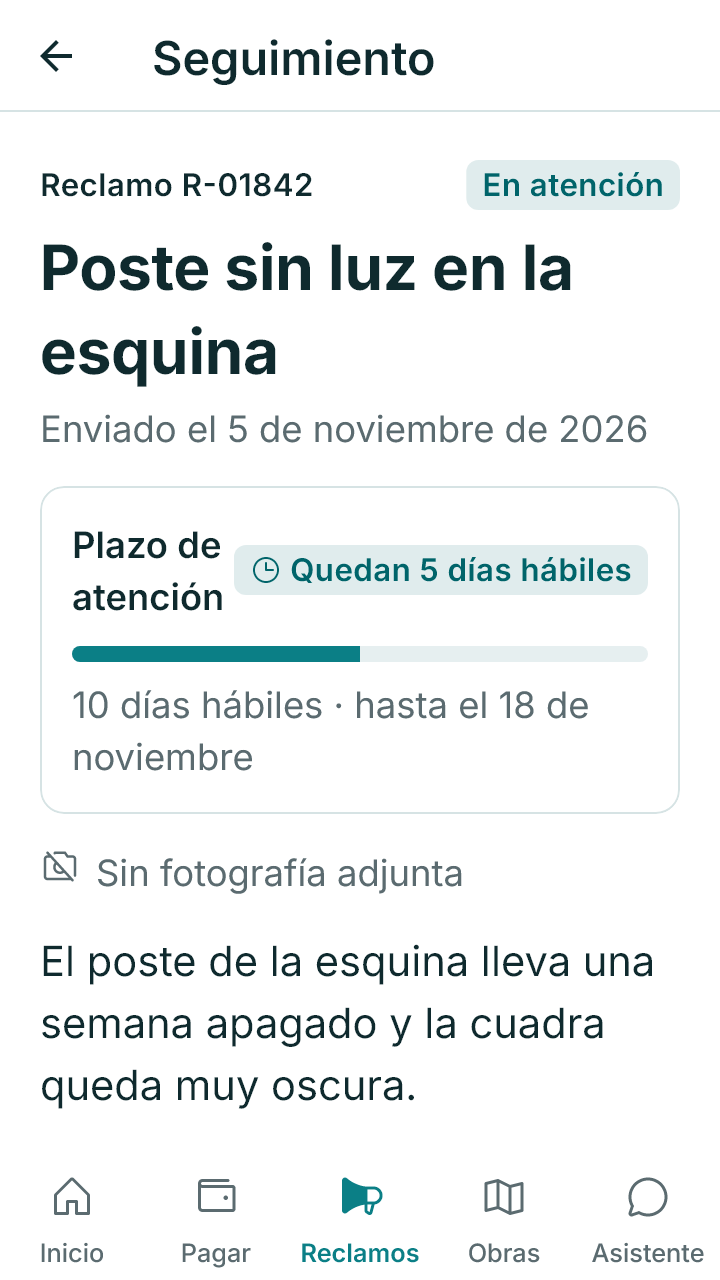 Seguimiento
Reclamo R-01842
En atención
Poste sin luz en la
esquina
Enviado el 5 de noviembre de 2026
Plazo de
atención
Quedan 5 días hábiles
10 días hábiles · hasta el 18 de
noviembre
Sin fotografía adjunta
El poste de la esquina lleva una
semana apagado y la cuadra
queda muy oscura.
Inicio
Pagar
Reclamos
Obras
Asistente